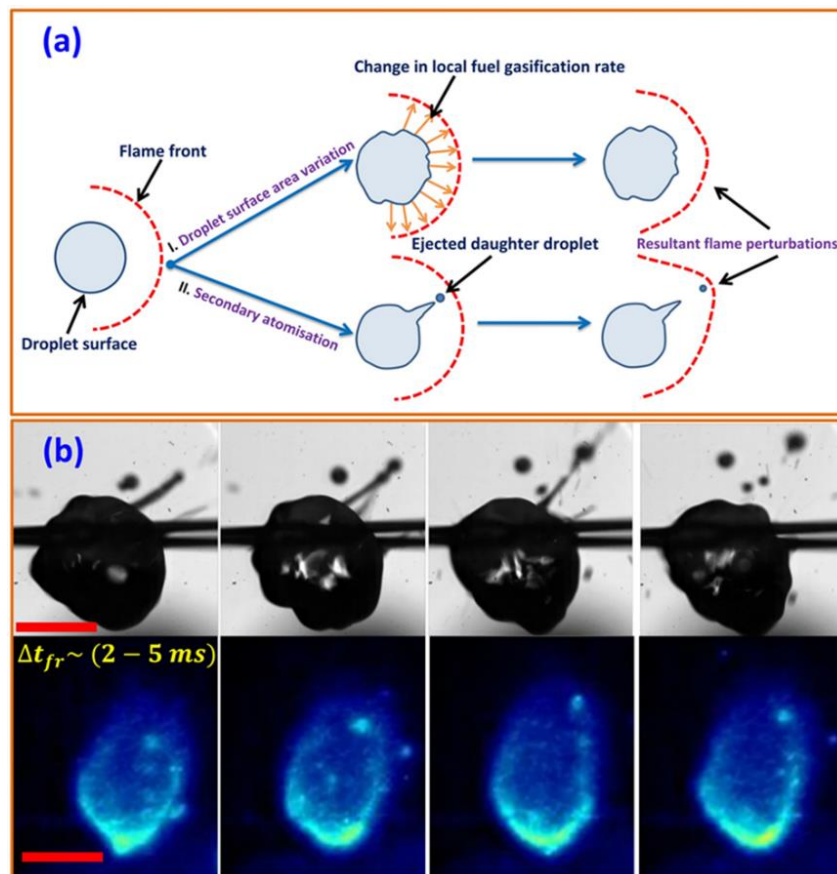 (a)
Change in local fuel gasification rate
Flame front
I. Droplet surface area variation
Ejected daughter droplet
Resultant flame perturbations
II. Secondary atomisation
Droplet surface
(b)
Δt_fr~ (2 − 5 ms)